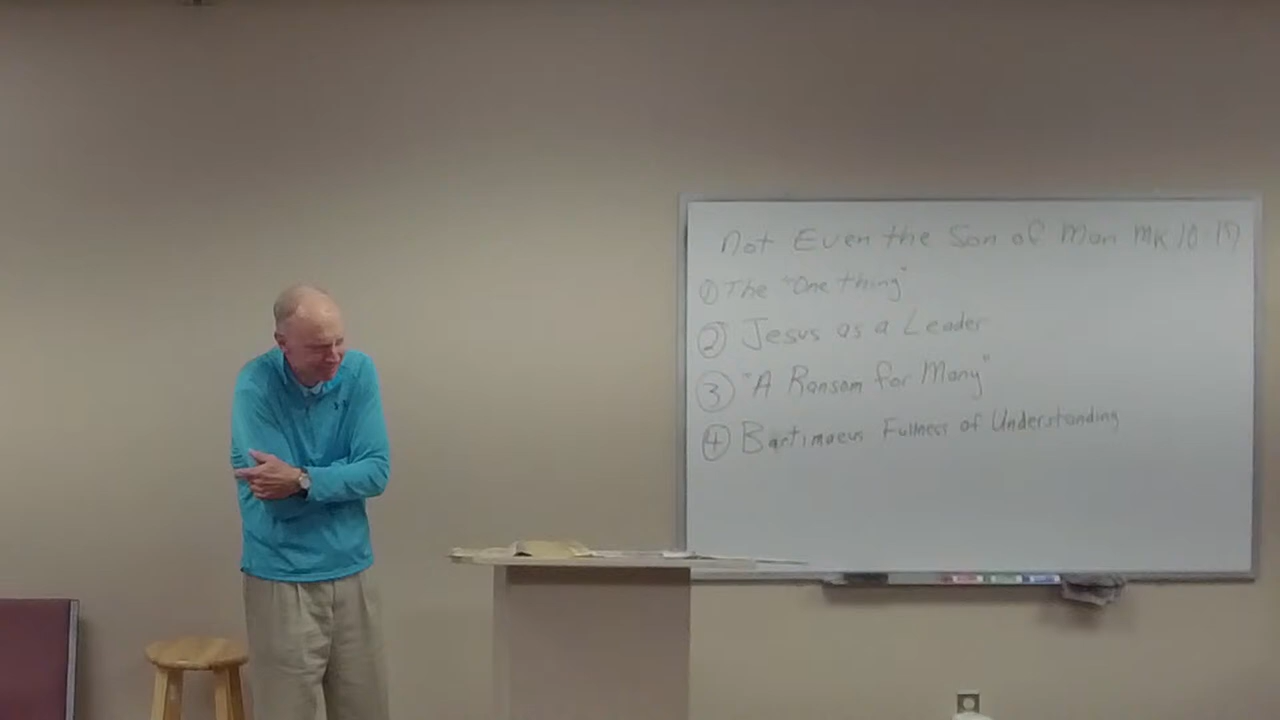 Not Even the Son of Man Mk 10:17
① The "One thing"
② Jesus as a Leader
③ "A Ransom for Many"
④ Bartimaeus Fullness of Understanding